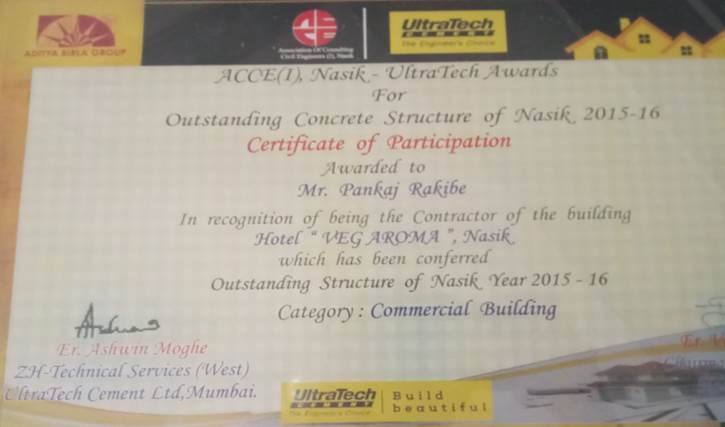 ADITYA BIRLA GROUP
Association Of Consulting
Civil Engineers (I), Nasik
UltraTech
CEMENT
The Engineer's Choice
ACCE(I), Nasik - UltraTech Awards
For
Outstanding Concrete Structure of Nasik 2015-16
Certificate of Participation
Awarded to
Mr. Pankaj Rakibe
In recognition of being the Contractor of the building
Hotel “ VEG AROMA ”, Nasik
which has been conferred
Outstanding Structure of Nasik Year 2015 - 16
Category : Commercial Building
Er. Ashwin Moghe
ZH-Technical Services (West)
UltraTech Cement Ltd,Mumbai.
Er.
UltraTech
CEMENT
The Engineer's Choice
Build
beautiful